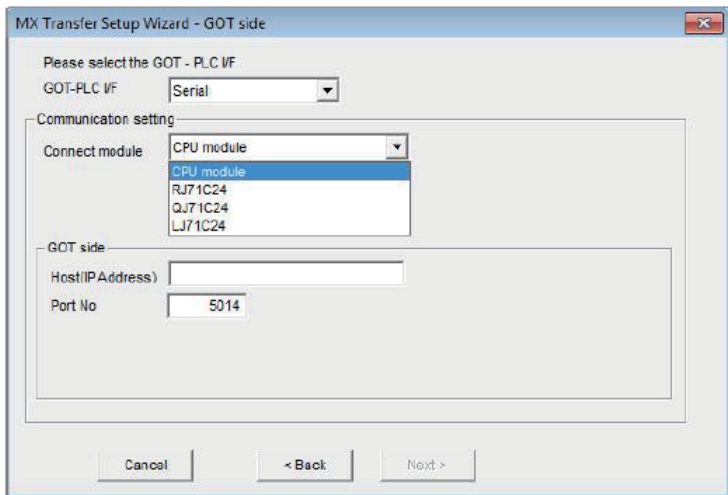 MX Transfer Setup Wizard - GOT side
Please select the GOT - PLC I/F
GOT-PLC I/F Serial
Communication setting
Connect module CPU module
CPU module
RJ71C24
QJ71C24
LJ71C24
GOT side
Host(IP Address)
Port No 5014
Cancel < Back Next >